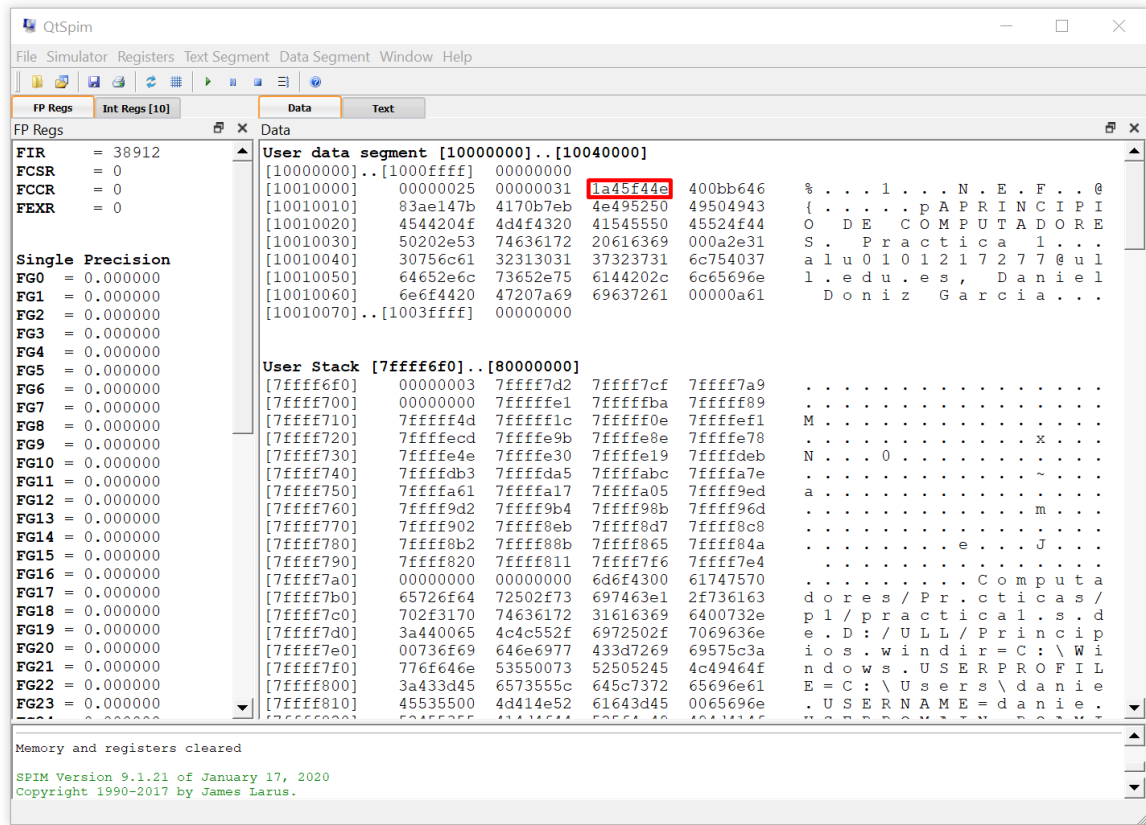 QtSpim
File Simulator Registers Text Segment Data Segment Window Help
FP Regs Int Regs [10] Data Text
FP Regs
FIR = 38912
FCSR = 0
FCCR = 0
FEXR = 0
Single Precision
FG0 = 0.000000
FG1 = 0.000000
FG2 = 0.000000
FG3 = 0.000000
FG4 = 0.000000
FG5 = 0.000000
FG6 = 0.000000
FG7 = 0.000000
FG8 = 0.000000
FG9 = 0.000000
FG10 = 0.000000
FG11 = 0.000000
FG12 = 0.000000
FG13 = 0.000000
FG14 = 0.000000
FG15 = 0.000000
FG16 = 0.000000
FG17 = 0.000000
FG18 = 0.000000
FG19 = 0.000000
FG20 = 0.000000
FG21 = 0.000000
FG22 = 0.000000
FG23 = 0.000000
Data
User data segment [10000000]..[10040000]
[10000000]..[1000ffff] 00000000
[10010000] 00000025 00000031 1a45f44e 400bb646 % . . . 1 . . . N . E . F . . @
[10010010] 83ae147b 4170b7eb 4e495250 49504943 { . . . . . p A P R I N C I P I
[10010020] 4544204f 4d4f4320 41545550 45524f44 O D E C O M P U T A D O R E
[10010030] 50202e53 74636172 20616369 000a2e31 S . P r a c t i c a 1 . . .
[10010040] 30756c61 32313031 37323731 6c754037 a l u 0 1 0 1 2 1 7 2 7 7 @ u l
[10010050] 64652e6c 73652e75 6144202c 6c65696e l . e d u . e s , D a n i e l
[10010060] 6e6f4420 47207a69 69637261 00000a61 D o n i z G a r c i a . . .
[10010070]..[1003ffff] 00000000
User Stack [7ffff6f0]..[80000000]
[7ffff6f0] 00000003 7ffff7d2 7ffff7cf 7ffff7a9 . . . . . . . . . . . . . . . .
[7ffff700] 00000000 7fffffe1 7fffffba 7fffff89 . . . . . . . . . . . . . . . .
[7ffff710] 7fffff4d 7fffff1c 7fffff0e 7ffffef1 M . . . . . . . . . . . . . . .
[7ffff720] 7ffffecd 7ffffe9b 7ffffe8e 7ffffe78 . . . . . . . . . . . . x . . .
[7ffff730] 7ffffe4e 7ffffe30 7ffffe19 7ffffdeb N . . . 0 . . . . . . . . . . .
[7ffff740] 7ffffdb3 7ffffda5 7ffffabc 7ffffa7e . . . . . . . . . . . . ~ . . .
[7ffff750] 7ffffa61 7ffffa17 7ffffa05 7ffff9ed a . . . . . . . . . . . . . . .
[7ffff760] 7ffff9d2 7ffff9b4 7ffff98b 7ffff96d . . . . . . . . . . . . m . . .
[7ffff770] 7ffff902 7ffff8eb 7ffff8d7 7ffff8c8 . . . . . . . . . . . . . . . .
[7ffff780] 7ffff8b2 7ffff88b 7ffff865 7ffff84a . . . . . . . . e . . . J . . .
[7ffff790] 7ffff820 7ffff811 7ffff7f6 7ffff7e4 . . . . . . . . . . . . . . .
[7ffff7a0] 00000000 00000000 6d6f4300 61747570 . . . . . . . . . C o m p u t a
[7ffff7b0] 65726f64 72502f73 697463e1 2f736163 d o r e s / P r . c t i c a s /
[7ffff7c0] 702f3170 74636172 31616369 6400732e p 1 / p r a c t i c a 1 . s . d
[7ffff7d0] 3a440065 4c4c552f 6972502f 7069636e e . D : / U L L / P r i n c i p
[7ffff7e0] 00736f69 646e6977 433d7269 69575c3a i o s . w i n d i r = C : \ W i
[7ffff7f0] 776f646e 53550073 52505245 4c49464f n d o w s . U S E R P R O F I L
[7ffff800] 3a433d45 6573555c 645c7372 65696e61 E = C : \ U s e r s \ d a n i e
[7ffff810] 45535500 4d414e52 61643d45 0065696e . U S E R N A M E = d a n i e .
Memory and registers cleared
SPIM Version 9.1.21 of January 17, 2020
Copyright 1990-2017 by James Larus.